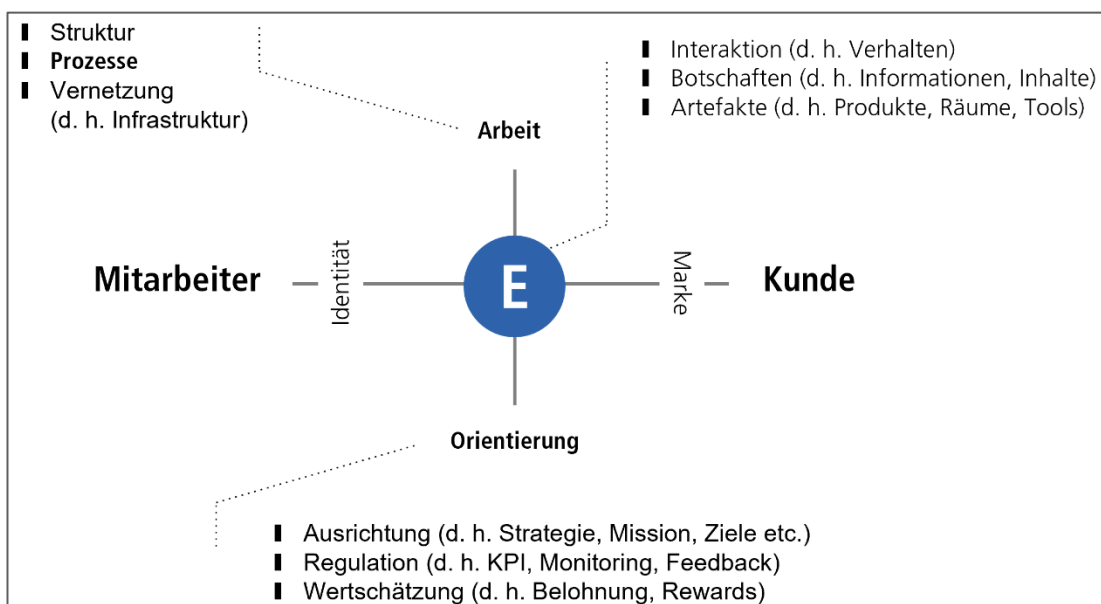 Struktur
Prozesse
Vernetzung
(d. h. Infrastruktur)
Interaktion (d. h. Verhalten)
Botschaften (d. h. Informationen, Inhalte)
Artefakte (d. h. Produkte, Räume, Tools)
Arbeit
Mitarbeiter
Identität
E
Marke
Kunde
Orientierung
Ausrichtung (d. h. Strategie, Mission, Ziele etc.)
Regulation (d. h. KPI, Monitoring, Feedback)
Wertschätzung (d. h. Belohnung, Rewards)